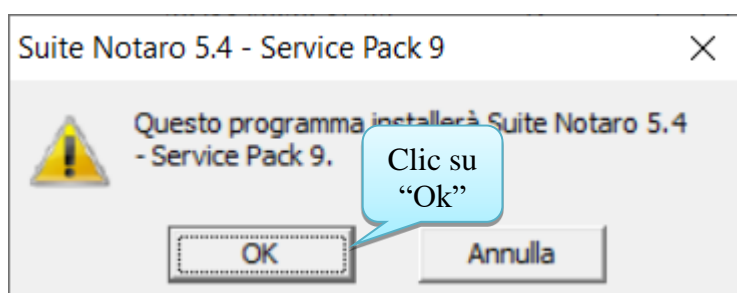 Suite Notaro 5.4 - Service Pack 9
Questo programma installerà Suite Notaro 5.4
- Service Pack 9.
Clic su
“Ok”
OK
Annulla